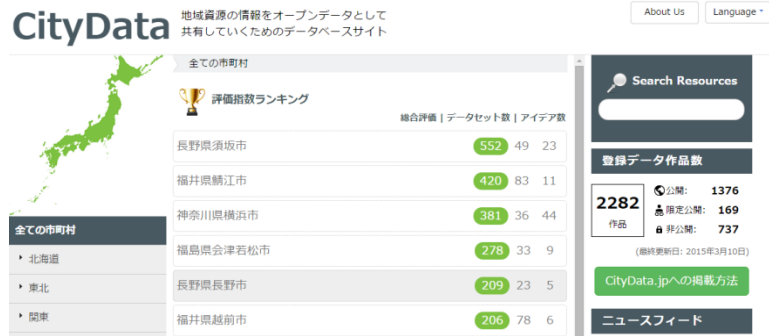 CityData
地域資源の情報をオープンデータとして
共有していくためのデータベースサイト
About Us
Language
全ての市町村
評価指数ランキング
総合評価 | データセット数 | アイデア数
長野県須坂市 552 49 23
福井県鯖江市 420 83 11
神奈川県横浜市 381 36 44
福島県会津若松市 278 33 9
長野県長野市 209 23 5
福井県越前市 206 78 6
全ての市町村
北海道
東北
関東
Search Resources
登録データ作品数
2282
作品
公開: 1376
限定公開: 169
非公開: 737
(最終更新日: 2015年3月10日)
CityData.jpへの掲載方法
ニュースフィード